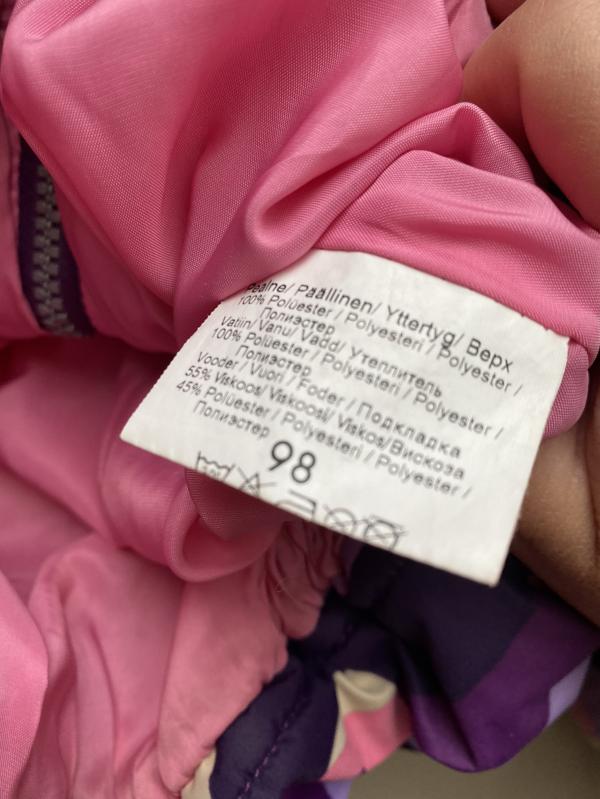 Pealne/ Päällinen/ Yttertyg/ Верх
100% Polüester / Polyesteri / Polyester /
Полиэстер
Vatiin/ Vanu/ Vadd/ Утеплитель
100% Polüester / Polyesteri / Polyester /
Полиэстер
Vooder / Vuori / Foder / Подкладка
55% Viskoos/ Viskoosi/ Viskos/Вискоза
45% Polüester / Polyesteri / Polyester /
Полиэстер
98